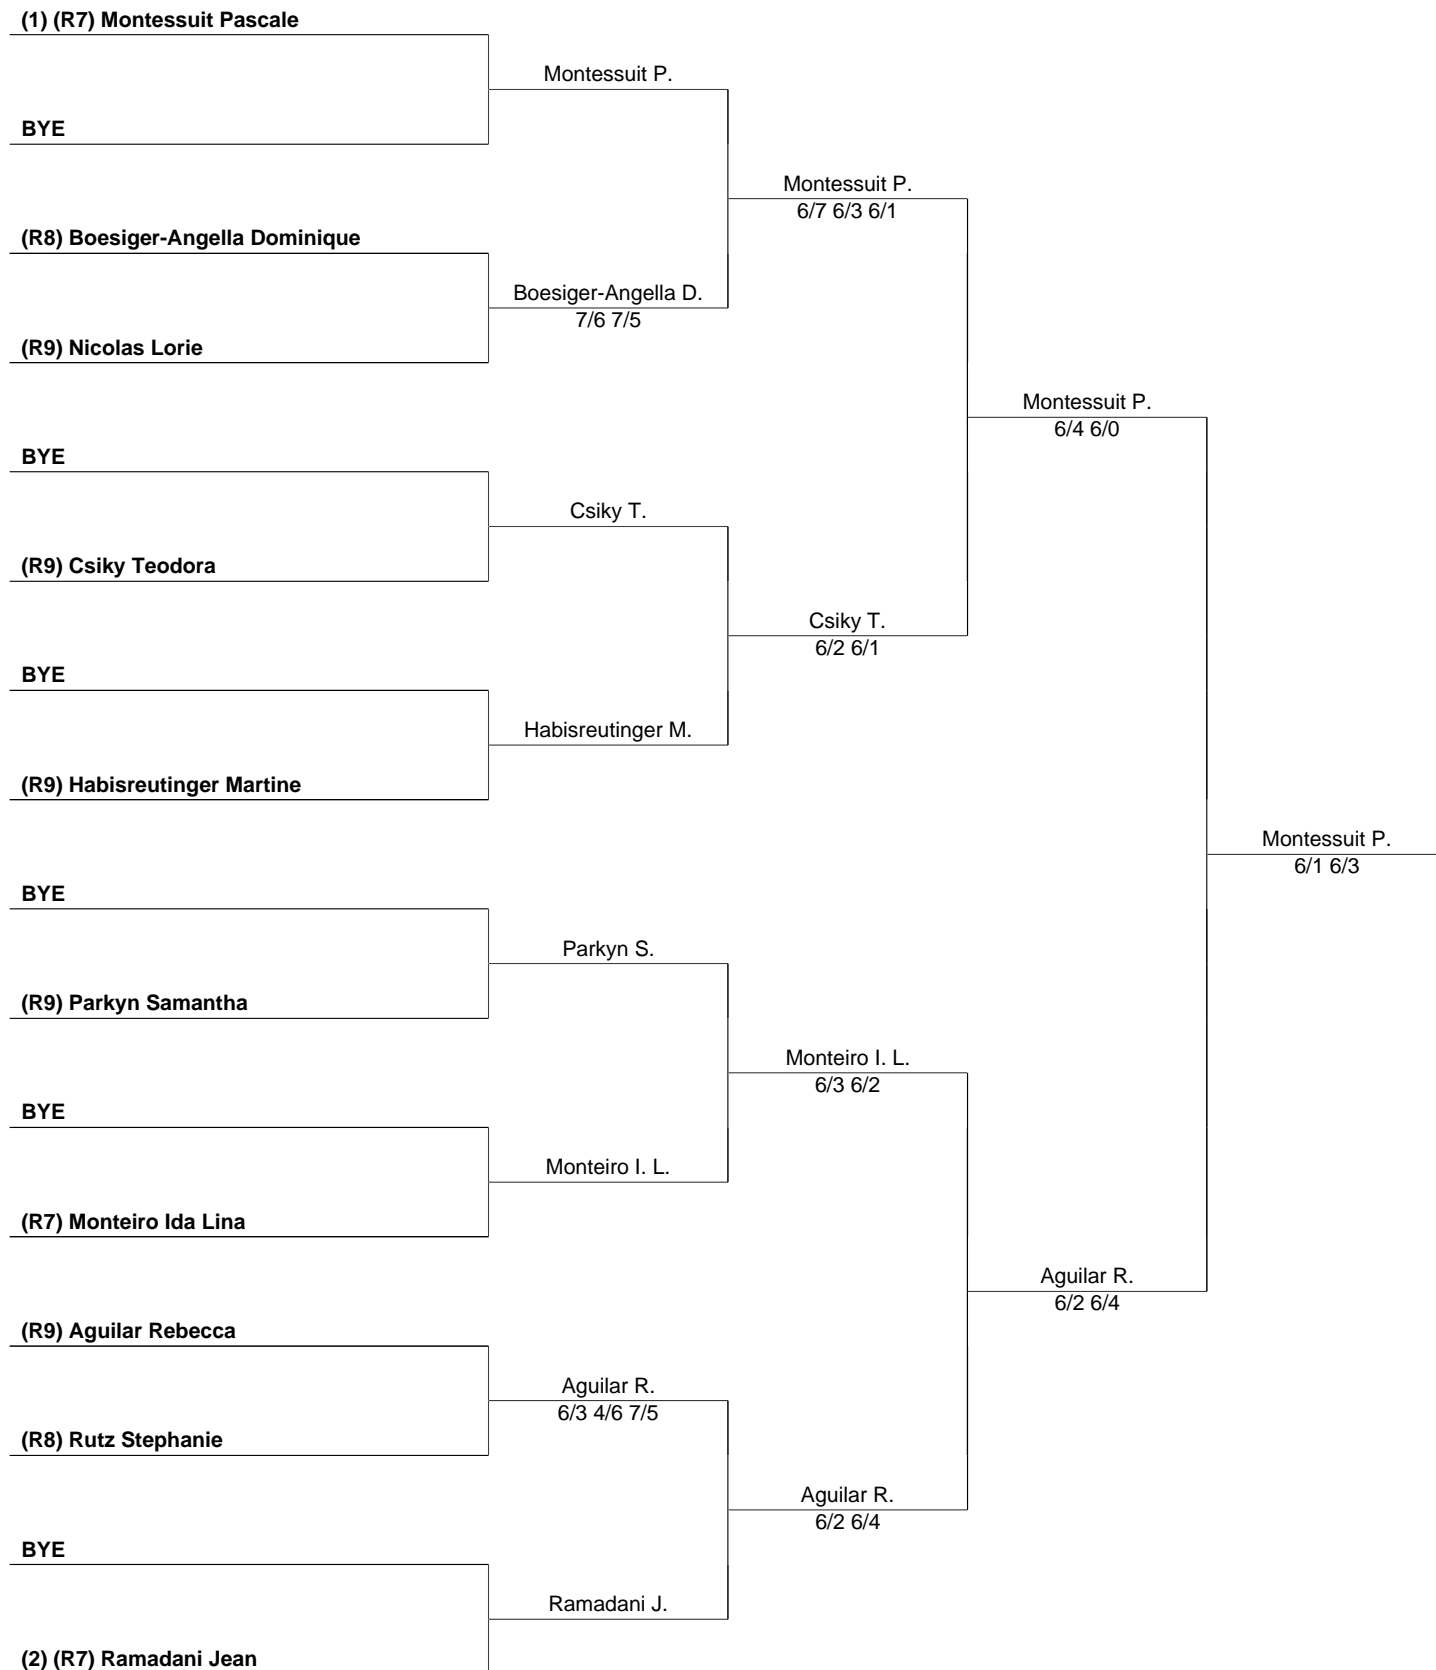 (1) (R7) Montessuit Pascale
Montessuit P.
BYE
Montessuit P.
6/7 6/3 6/1
(R8) Boesiger-Angella Dominique
Boesiger-Angella D.
7/6 7/5
(R9) Nicolas Lorie
Montessuit P.
6/4 6/0
BYE
Csiky T.
(R9) Csiky Teodora
Csiky T.
6/2 6/1
BYE
Habisreutinger M.
(R9) Habisreutinger Martine
Montessuit P.
6/1 6/3
BYE
Parkyn S.
(R9) Parkyn Samantha
Monteiro I. L.
6/3 6/2
BYE
Monteiro I. L.
(R7) Monteiro Ida Lina
Aguilar R.
6/2 6/4
(R9) Aguilar Rebecca
Aguilar R.
6/3 4/6 7/5
(R8) Rutz Stephanie
Aguilar R.
6/2 6/4
BYE
Ramadani J.
(2) (R7) Ramadani Jean